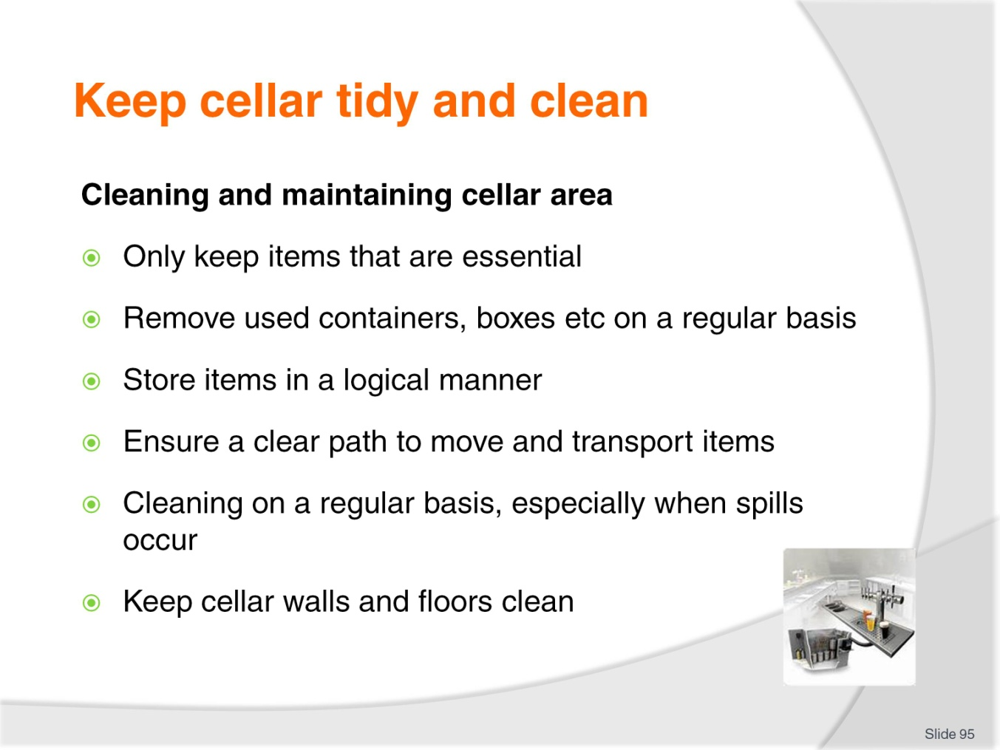 Keep cellar tidy and clean
Cleaning and maintaining cellar area
Only keep items that are essential
Remove used containers, boxes etc on a regular basis
Store items in a logical manner
Ensure a clear path to move and transport items
Cleaning on a regular basis, especially when spills
occur
Keep cellar walls and floors clean
Slide 95